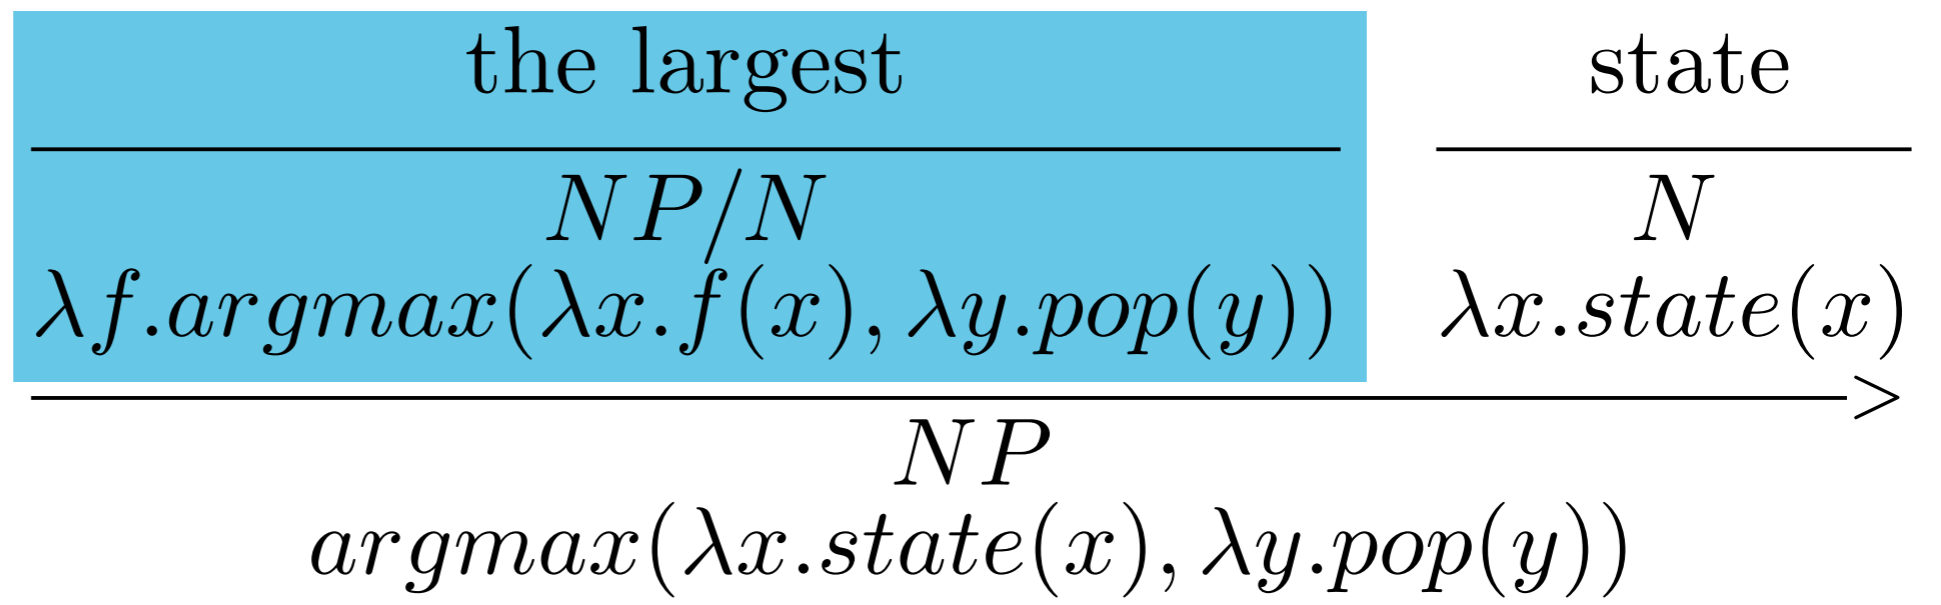 the largest state
NP/N N
λf.argmax(λx.f(x), λy.pop(y)) λx.state(x)
>
NP
argmax(λx.state(x), λy.pop(y))